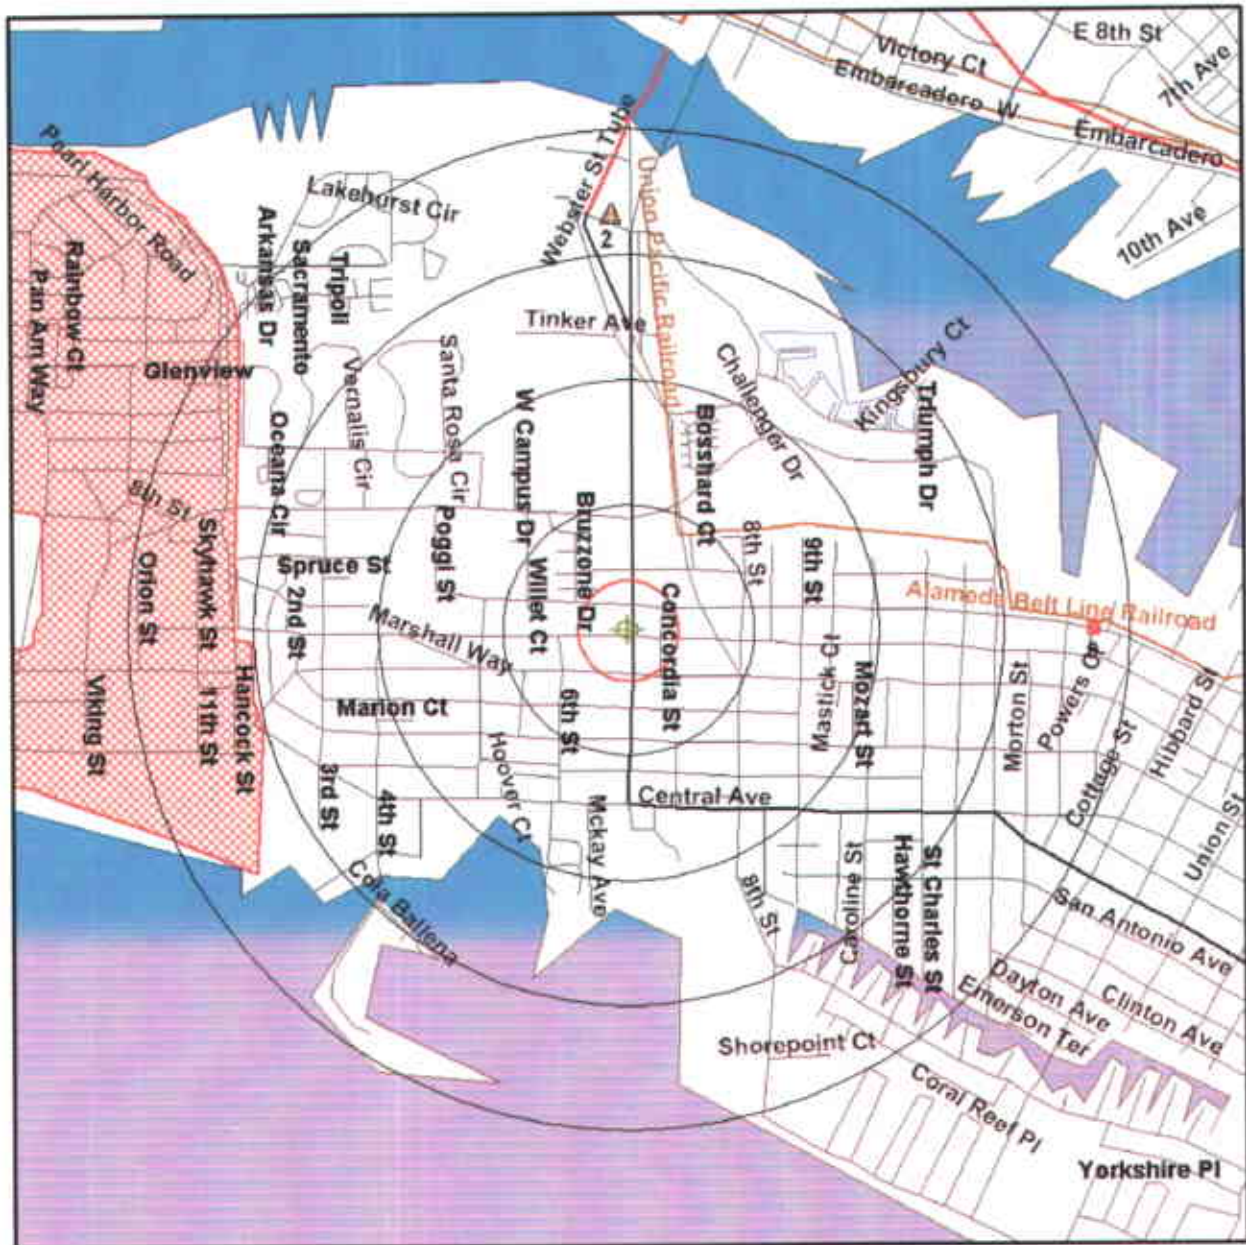 E 8th St
Victory Ct
7th Ave
Embarcadero W
Embarcadero
Pearl Harbor Road
Webster St Tube
Union Pacific Railroad
Lakehurst Cir
10th Ave
2
Arkansas Dr
Sacramento
Tripoli
Rainbow Ct
Pan Am Way
Tinker Ave
Glenview
Vernalis Cir
Santa Rosa Cir
Challenger Dr
Kingsbury Ct
Triumph Dr
W Campus Dr
Bosshard Ct
Oceana Cir
8th St
Skyhawk St
Poggi St
Bruzzone Dr
8th St
9th St
Orion St
Spruce St
2nd St
Willet Ct
Concordia St
Alameda Belt Line Railroad
Marshall Way
Mastick Ct
Mozart St
Morton St
Powers Ct
Hibbard St
Viking St
11th St
Hancock St
Marion Ct
6th St
Hoover Ct
Cottage St
3rd St
4th St
Central Ave
Mckay Ave
Union St
Cola Ballena
9th St
Caroline St
Hawthorne St
St Charles St
San Antonio Ave
Dayton Ave
Clinton Ave
Emerson Ter
Shorepoint Ct
Coral Reef Pl
Yorkshire Pl